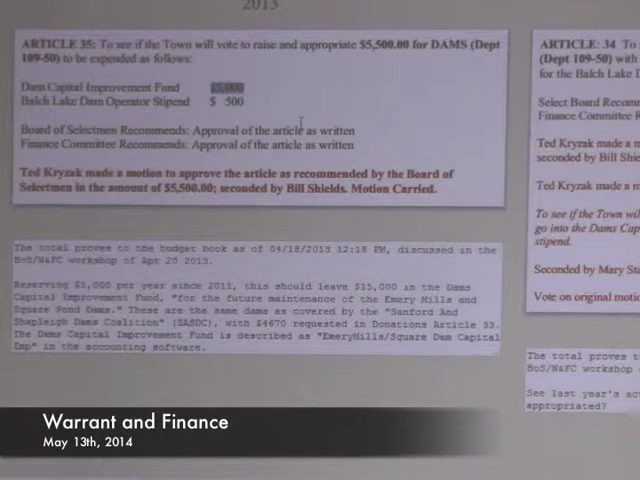 2013
ARTICLE 35: To see if the Town will vote to raise and appropriate $5,500.00 for DAMS (Dept
109-50) to be expended as follows:
Dam Capital Improvement Fund $5,000
Balch Lake Dam Operator Stipend $ 500
Board of Selectmen Recommends: Approval of the article as written
Finance Committee Recommends: Approval of the article as written
Ted Kryzak made a motion to approve the article as recommended by the Board of
Selectmen in the amount of $5,500.00; seconded by Bill Shields. Motion Carried.
The total proves to the budget book as of 04/18/2013 12:18 PM, discussed in the
BoS/W&FC workshop of Apr 20 2013.
Reserving $5,000 per year since 2011, this should leave $15,000 in the Dams
Capital Improvement Fund, "for the future maintenance of the Emery Mills and
Square Pond Dams." These are the same dams as covered by the "Sanford And
Shapleigh Dams Coalition" (SASDC), with $4670 requested in Donations Article 33.
The Dams Capital Improvement Fund is described as "EmeryMills/Square Dam Capital
Imp" in the accounting software.
ARTICLE: 34 To
(Dept 109-50) with
for the Balch Lake D
Select Board Recom
Finance Committee R
Ted Kryzak made a m
seconded by Bill Shie
Ted Kryzak made a m
To see if the Town wil
go into the Dams Cap
stipend.
Seconded by Mary Sta
Vote on original motio
The total proves t
BoS/W&FC workshop
See last year's ac
appropriated?
Warrant and Finance
May 13th, 2014